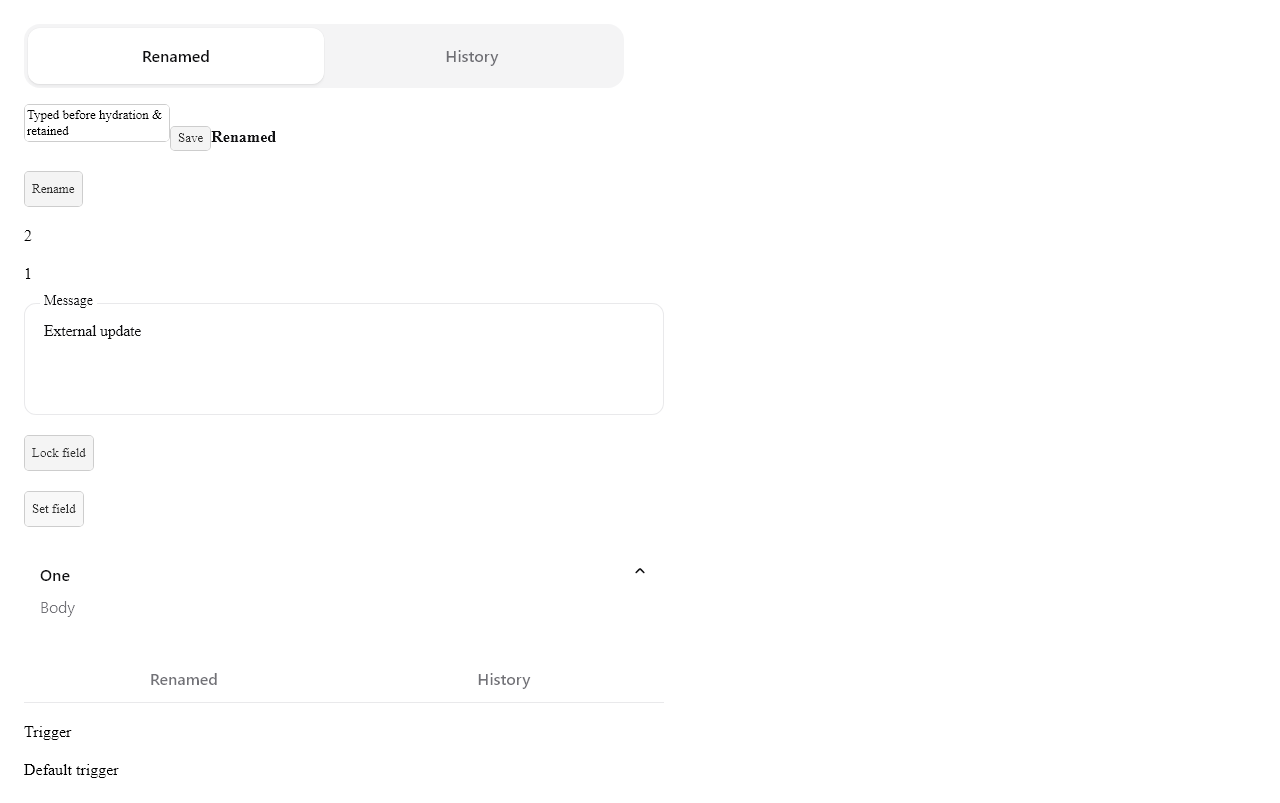 Renamed History
Typed before hydration &
retained
Save Renamed
Rename
2
1
Message
External update
Lock field
Set field
One
Body
Renamed History
Trigger
Default trigger